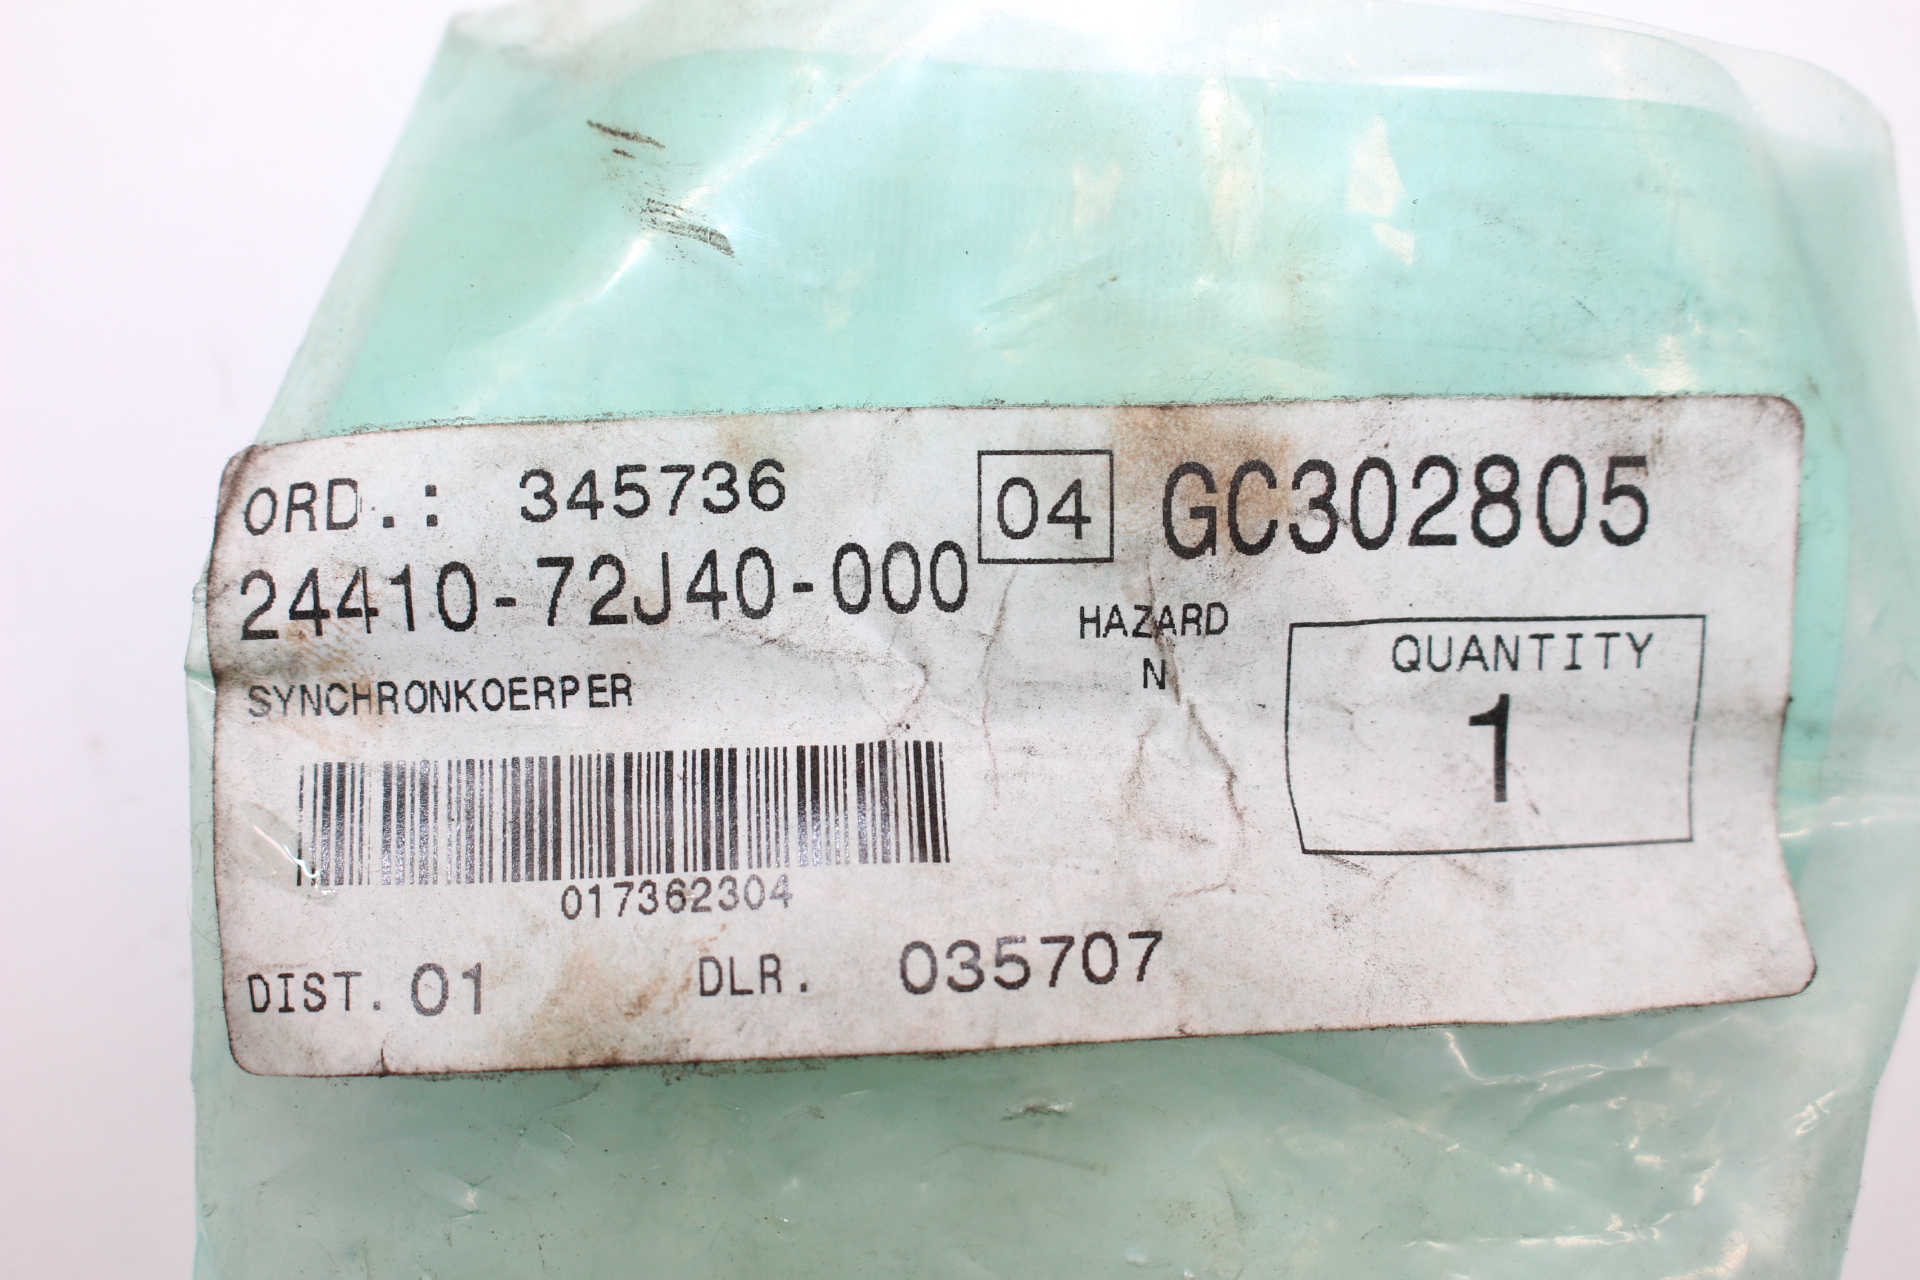 ORD.: 345736 04 GC302805
24410-72J40-000
HAZARD
N
SYNCHRONKOERPER
QUANTITY
1
017362304
DIST. 01 DLR. 035707